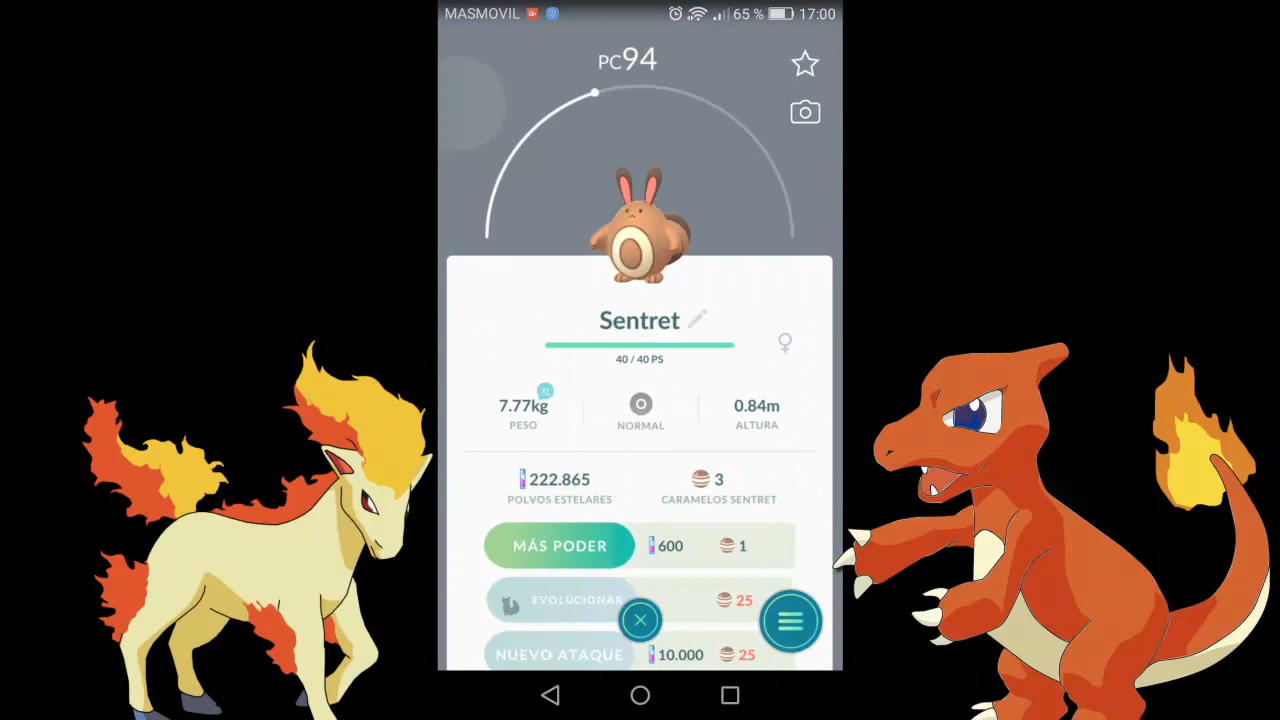 MASMOVIL 65 % 17:00
PC94
Sentret
40 / 40 PS
XL
7.77kg 0.84m
PESO NORMAL ALTURA
222.865 3
POLVOS ESTELARES CARAMELOS SENTRET
MÁS PODER 600 1
EVOLUCIONAR 25
NUEVO ATAQUE 10.000 25